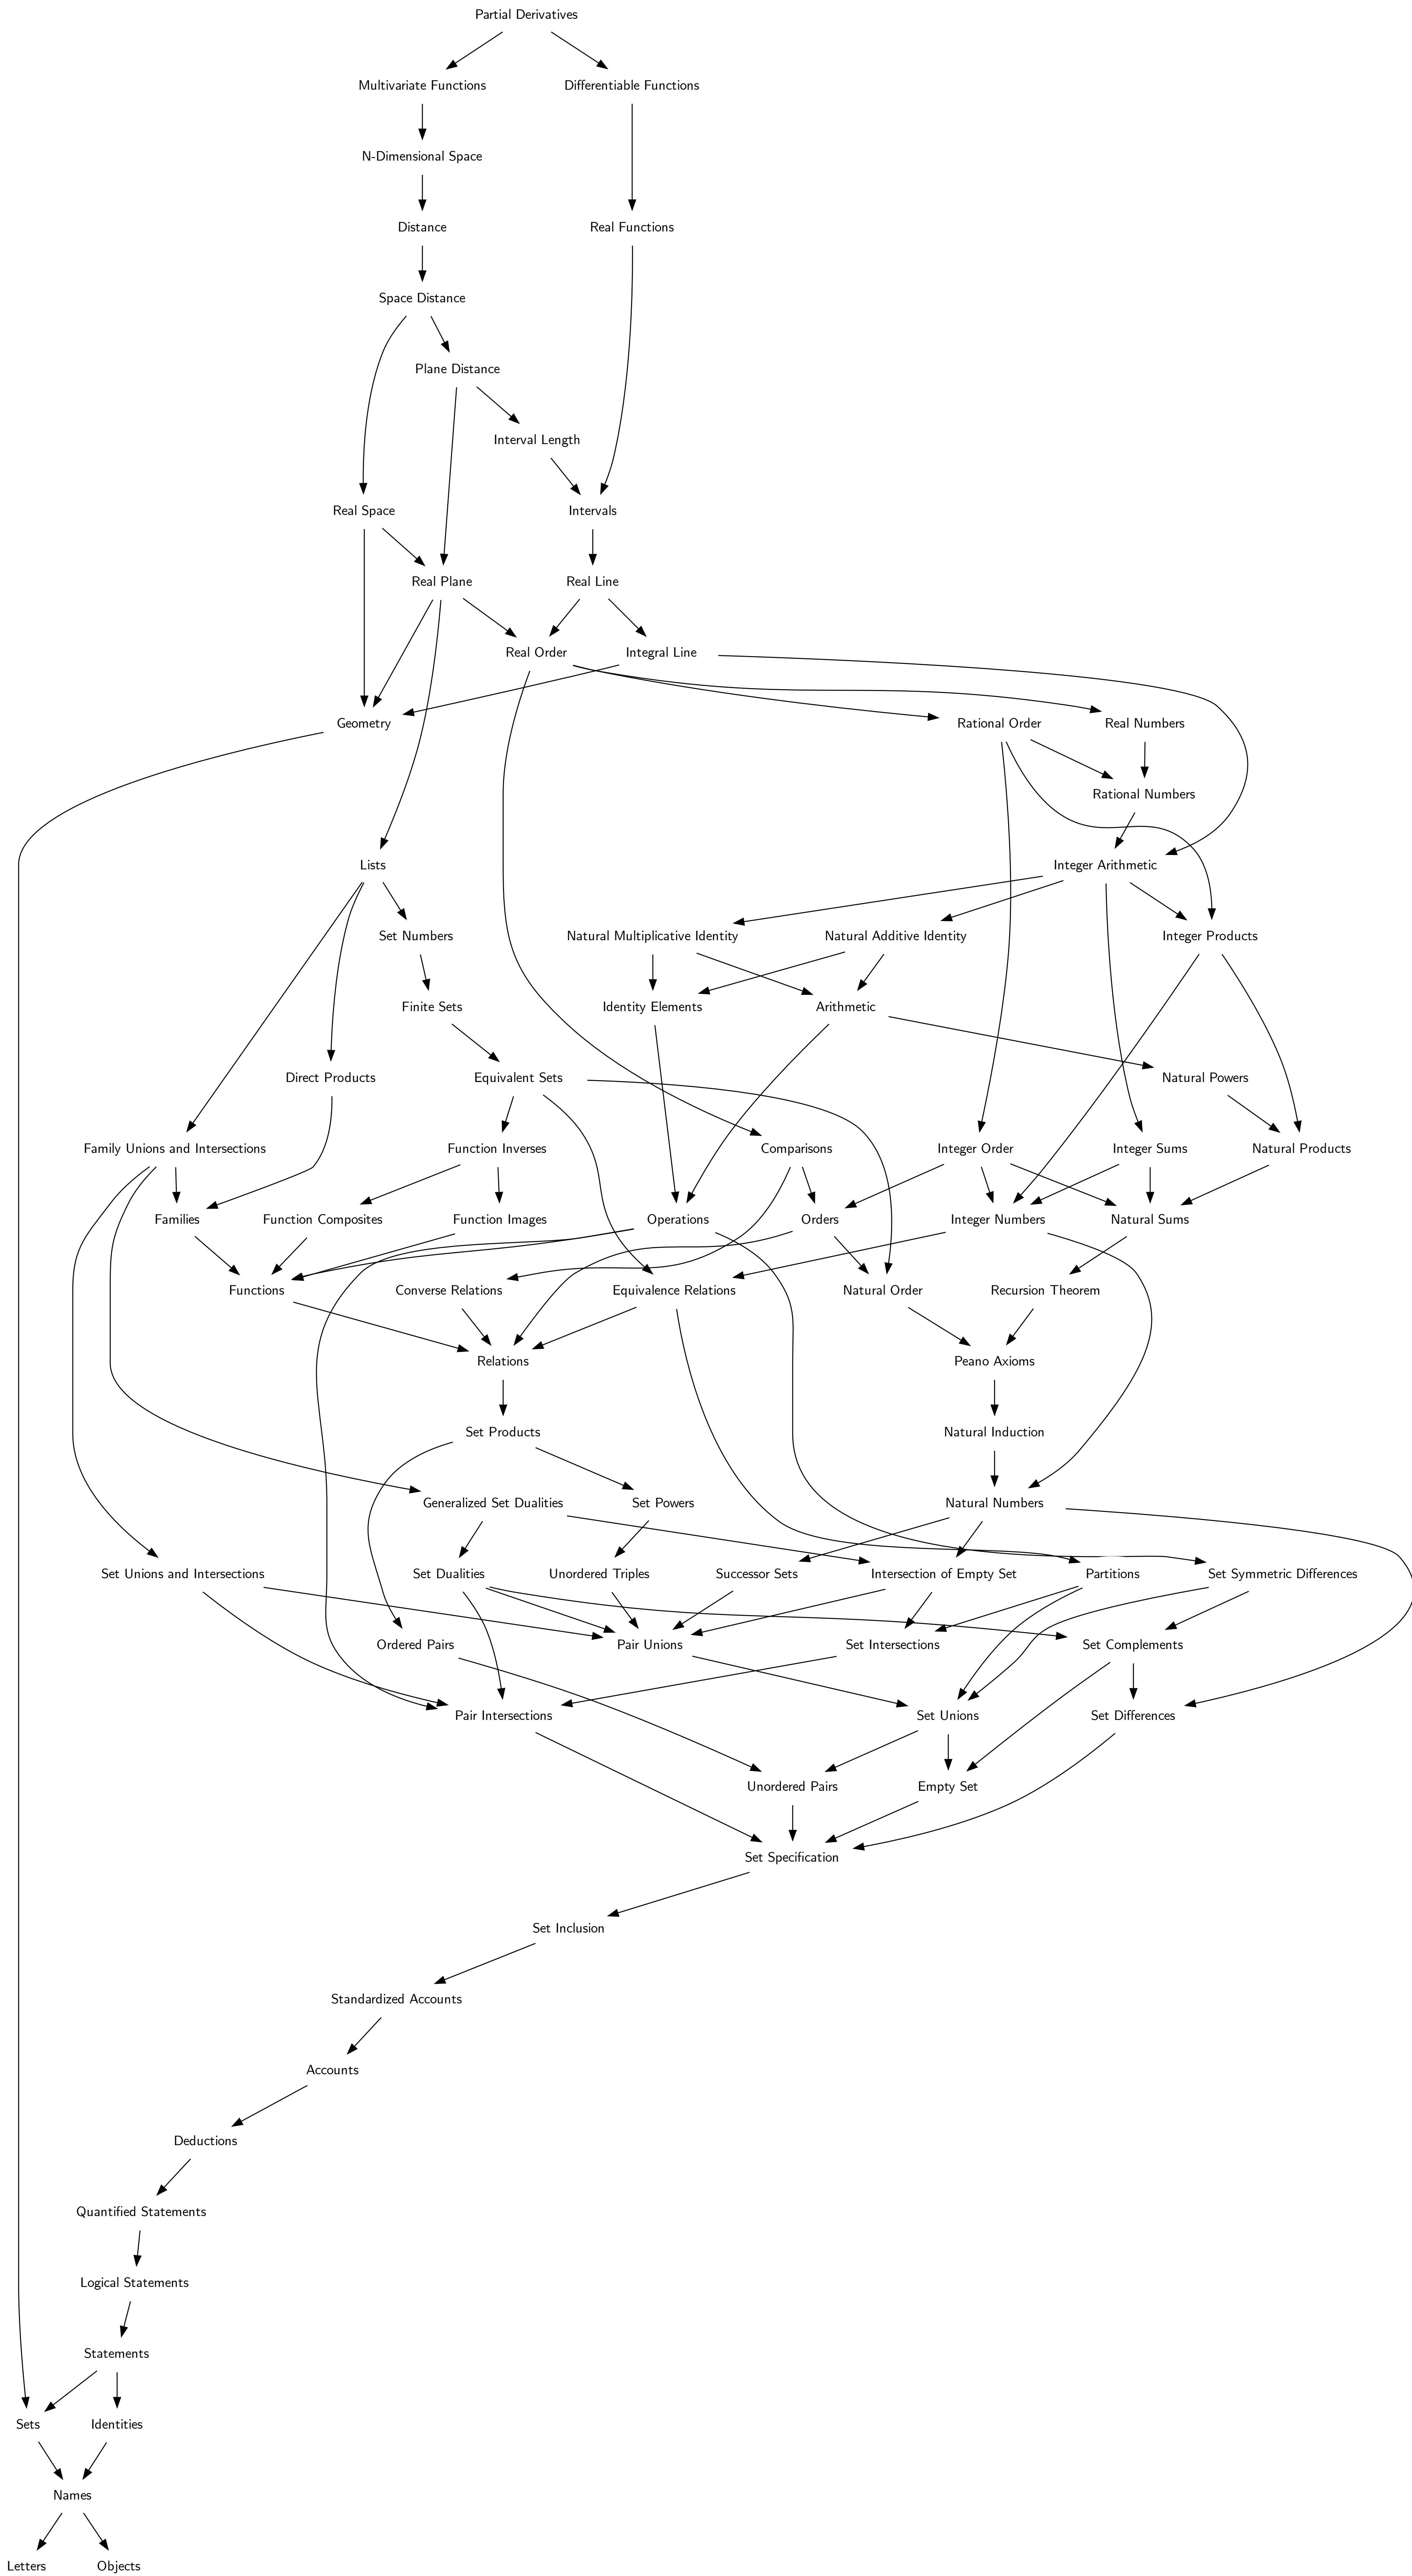 Partial Derivatives
Multivariate Functions
Differentiable Functions
N-Dimensional Space
Distance
Real Functions
Space Distance
Plane Distance
Interval Length
Real Space
Intervals
Real Plane
Real Line
Real Order
Integral Line
Geometry
Rational Order
Real Numbers
Rational Numbers
Lists
Integer Arithmetic
Set Numbers
Natural Multiplicative Identity
Natural Additive Identity
Integer Products
Finite Sets
Identity Elements
Arithmetic
Direct Products
Equivalent Sets
Natural Powers
Family Unions and Intersections
Function Inverses
Comparisons
Integer Order
Integer Sums
Natural Products
Families
Function Composites
Function Images
Operations
Orders
Integer Numbers
Natural Sums
Functions
Converse Relations
Equivalence Relations
Natural Order
Recursion Theorem
Relations
Peano Axioms
Set Products
Natural Induction
Generalized Set Dualities
Set Powers
Natural Numbers
Set Unions and Intersections
Set Dualities
Unordered Triples
Successor Sets
Intersection of Empty Set
Partitions
Set Symmetric Differences
Ordered Pairs
Pair Unions
Set Intersections
Set Complements
Pair Intersections
Set Unions
Set Differences
Unordered Pairs
Empty Set
Set Specification
Set Inclusion
Standardized Accounts
Accounts
Deductions
Quantified Statements
Logical Statements
Statements
Sets
Identities
Names
Letters
Objects